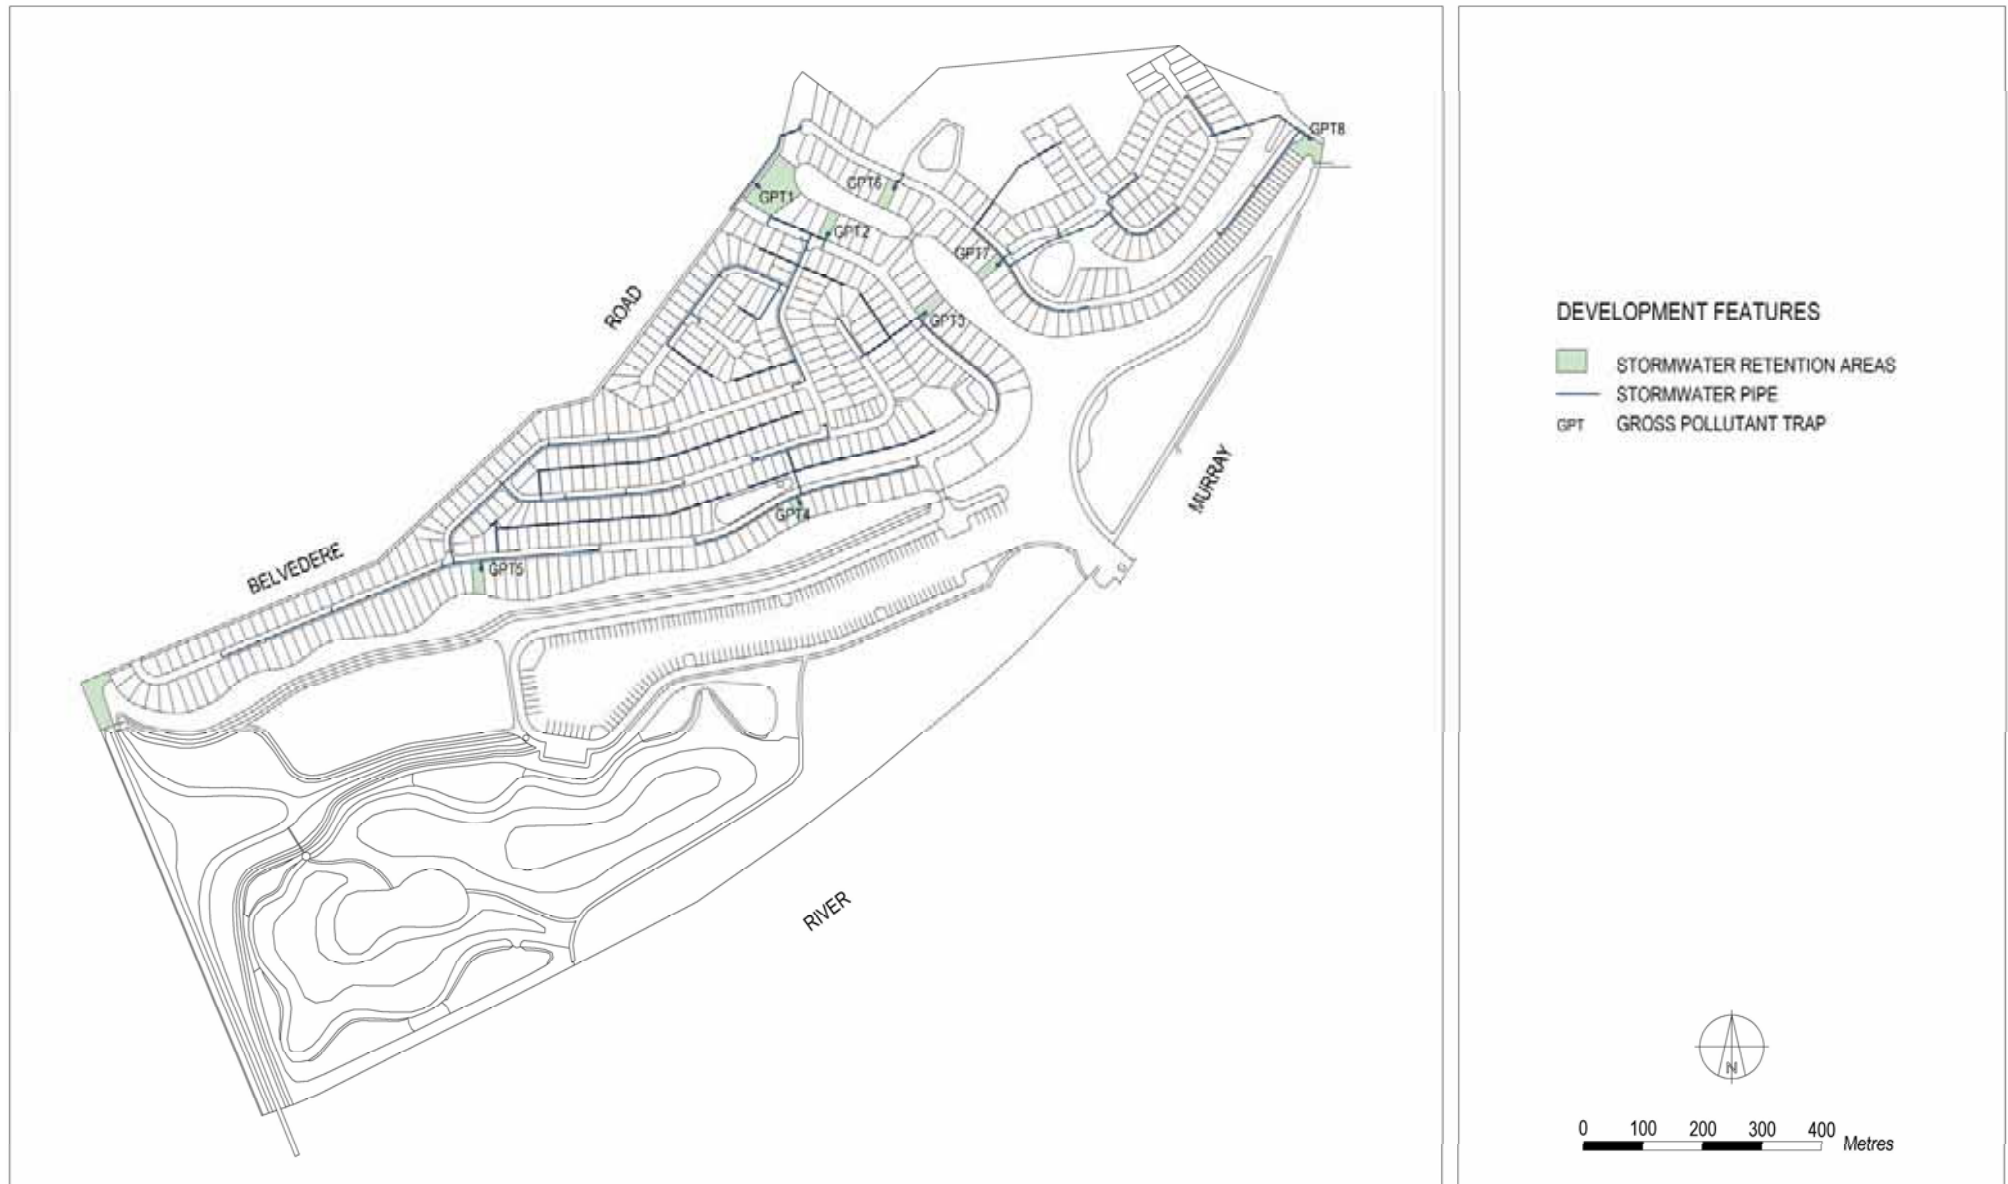 GPT8
GPT6
GPT1
GPT2
GPT7
GPT3
ROAD
MURRAY
GPT4
BELVEDERE
GPT5
RIVER
DEVELOPMENT FEATURES
STORMWATER RETENTION AREAS
STORMWATER PIPE
GPT GROSS POLLUTANT TRAP
N
0 100 200 300 400 Metres